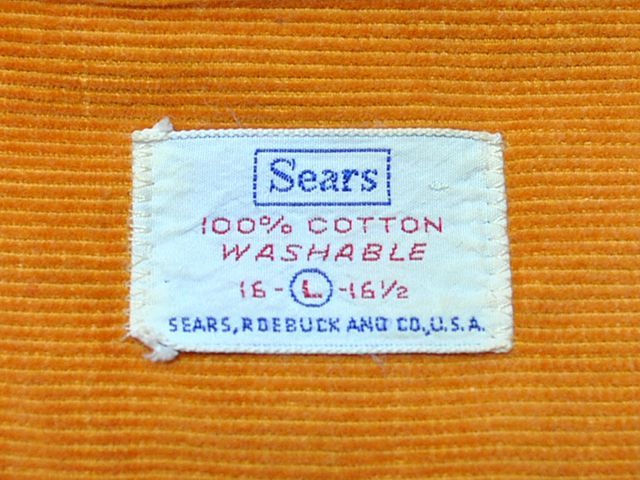 Sears
100% COTTON
WASHABLE
16-L-16½
SEARS, ROEBUCK AND CO., U.S.A.